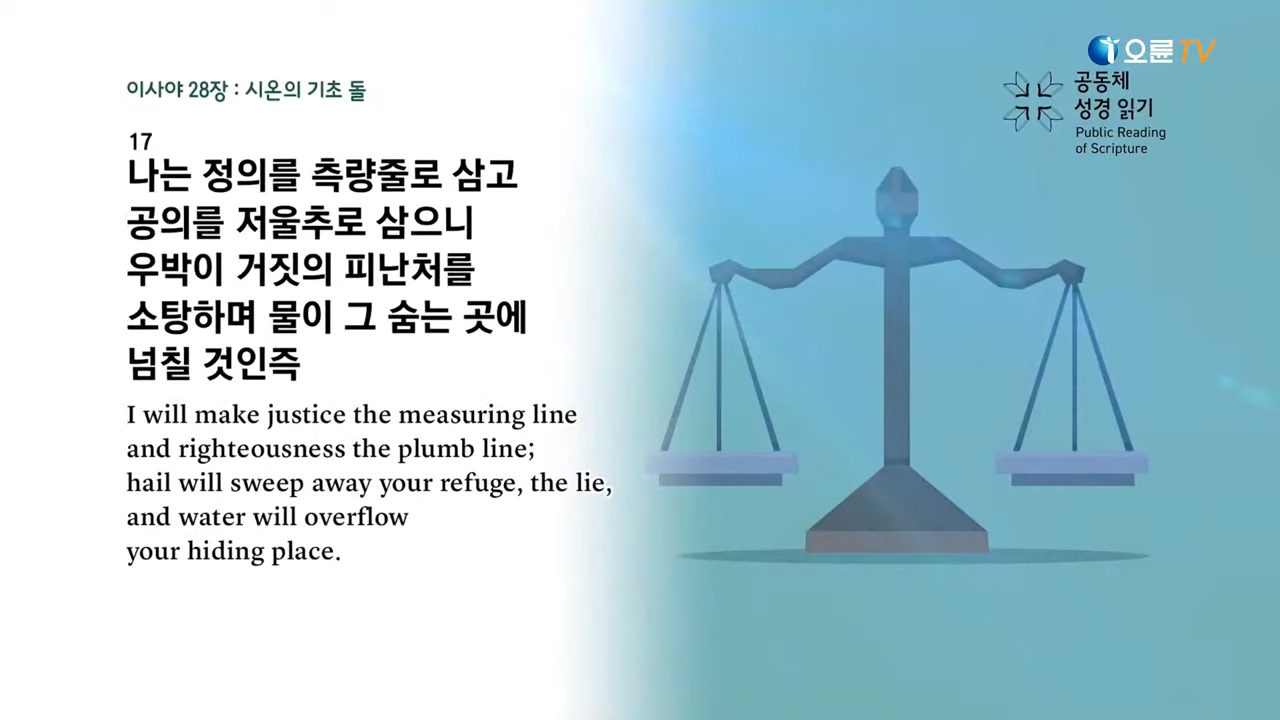 오륜TV
이사야 28장 : 시온의 기초 돌
공동체
성경 읽기
Public Reading
of Scripture
17
나는 정의를 측량줄로 삼고
공의를 저울추로 삼으니
우박이 거짓의 피난처를
소탕하며 물이 그 숨는 곳에
넘칠 것인즉
I will make justice the measuring line
and righteousness the plumb line;
hail will sweep away your refuge, the lie,
and water will overflow
your hiding place.